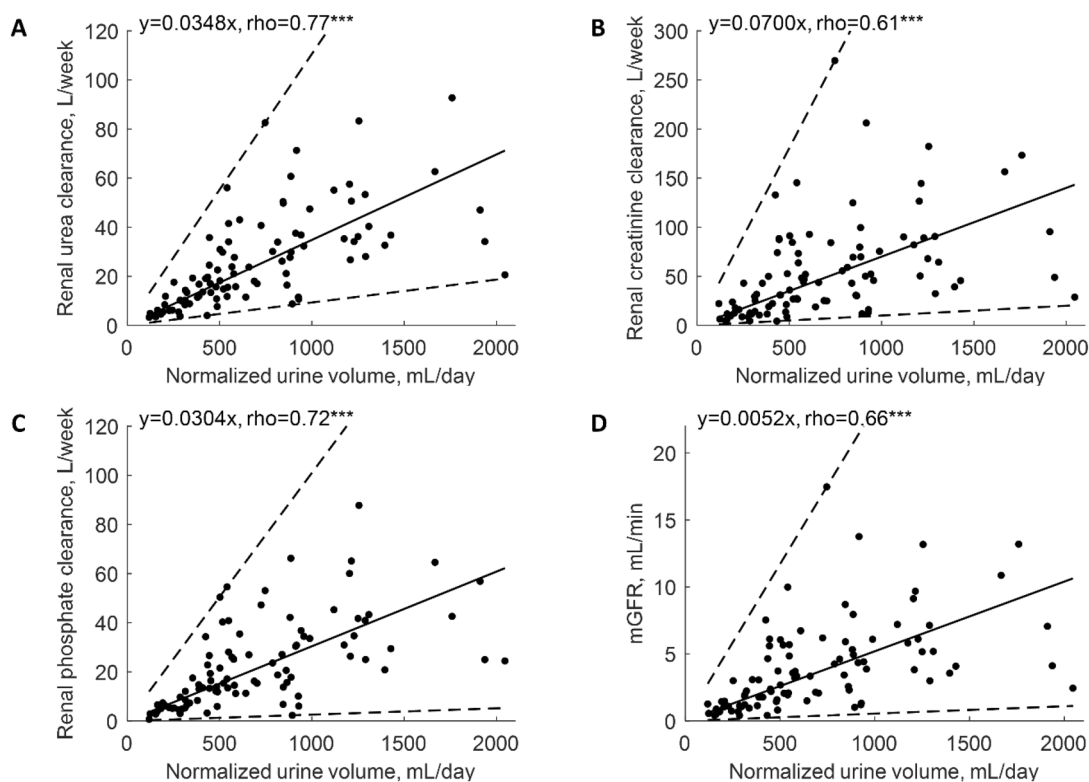 A
y=0.0348x, rho=0.77***
Renal urea clearance, L/week
120
100
80
60
40
20
0
0 500 1000 1500 2000
Normalized urine volume, mL/day
B
y=0.0700x, rho=0.61***
Renal creatinine clearance, L/week
300
250
200
150
100
50
0
0 500 1000 1500 2000
Normalized urine volume, mL/day
C
y=0.0304x, rho=0.72***
Renal phosphate clearance, L/week
120
100
80
60
40
20
0
0 500 1000 1500 2000
Normalized urine volume, mL/day
D
y=0.0052x, rho=0.66***
mGFR, mL/min
20
15
10
5
0
0 500 1000 1500 2000
Normalized urine volume, mL/day